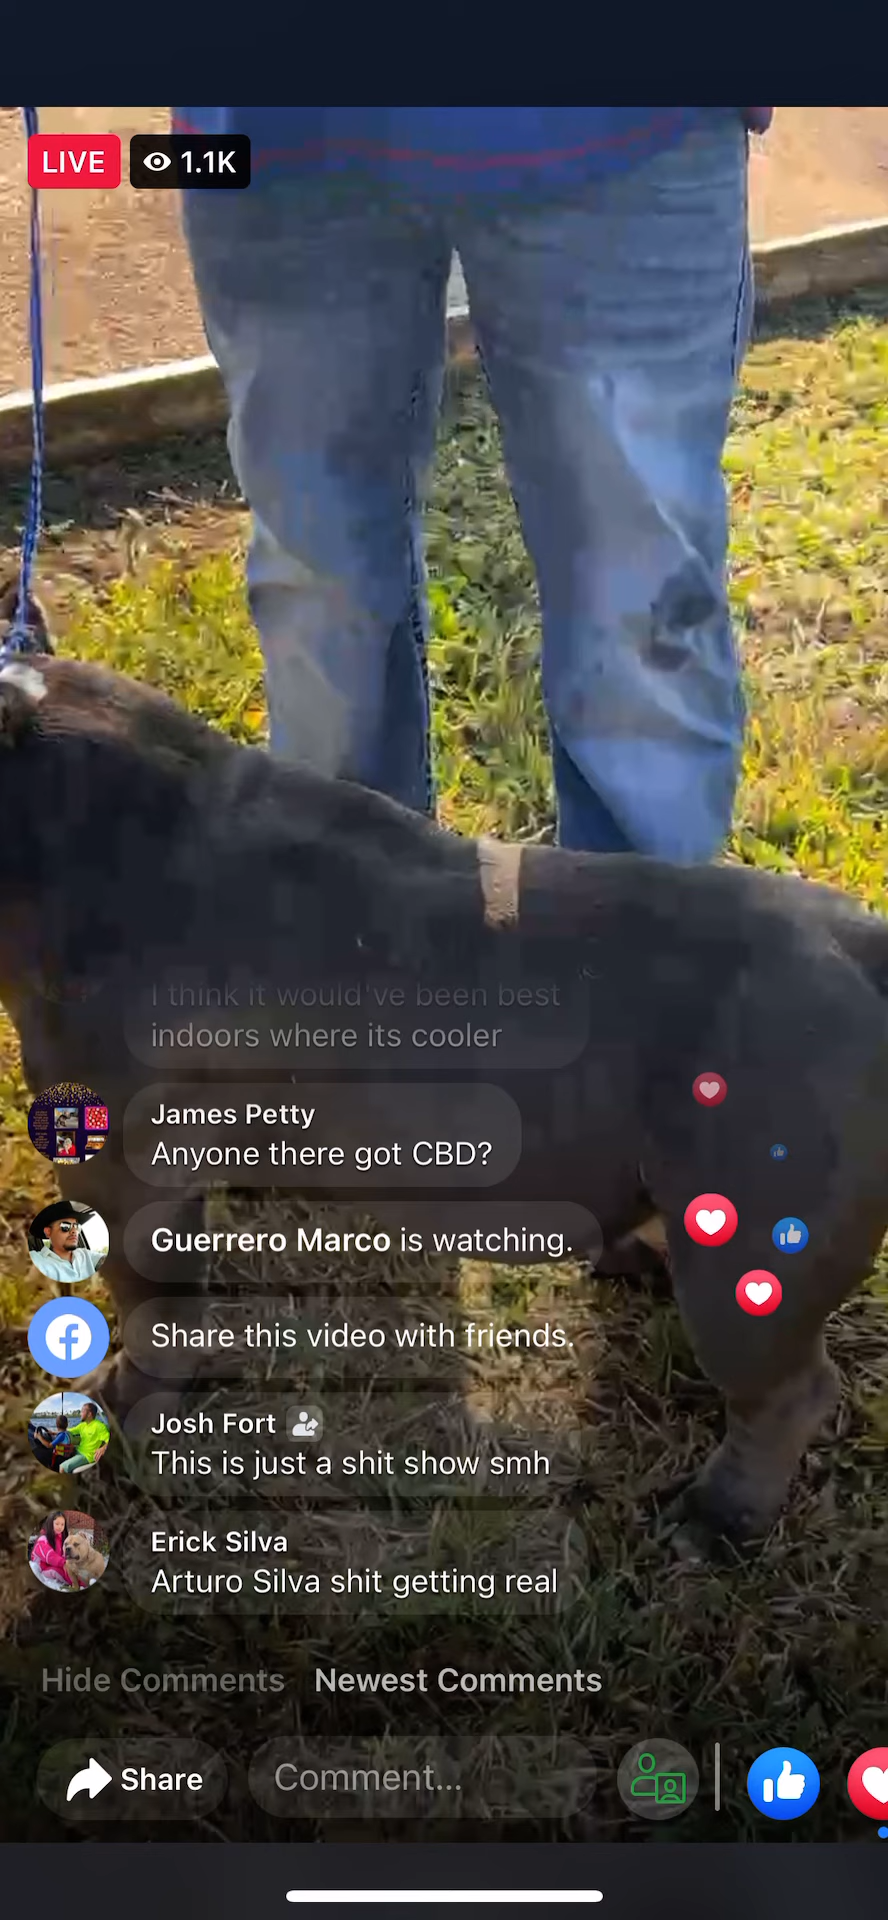 LIVE 1.1K
I think it would've been best
indoors where its cooler
James Petty
Anyone there got CBD?
Guerrero Marco is watching.
Share this video with friends.
Josh Fort
This is just a shit show smh
Erick Silva
Arturo Silva shit getting real
Hide Comments Newest Comments
Share Comment...